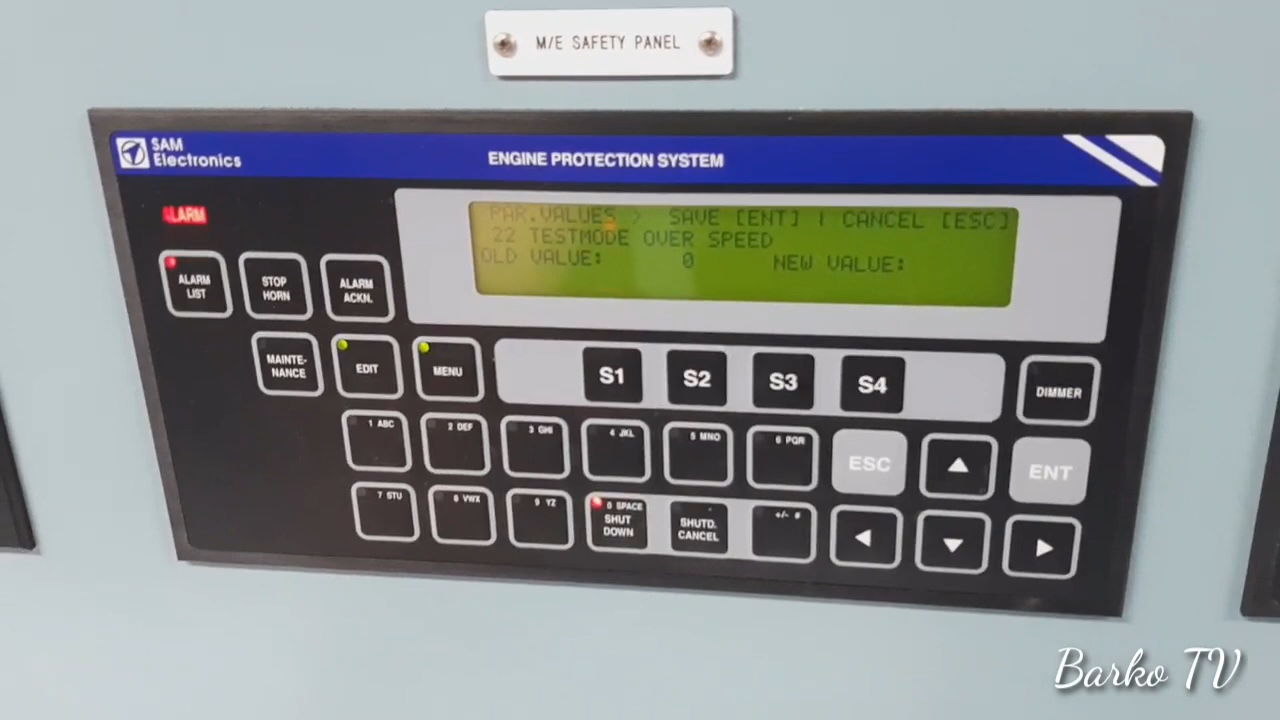 M/E SAFETY PANEL
SAM
Electronics
ENGINE PROTECTION SYSTEM
ALARM
PAR.VALUES > SAVE [ENT] | CANCEL [ESC]
22 TESTMODE OVER SPEED
OLD VALUE: 0 NEW VALUE:
ALARM
LIST
STOP
HORN
ALARM
ACKN.
MAINTE-
NANCE
EDIT
MENU
S1
S2
S3
S4
DIMMER
1 ABC
2 DEF
3 GHI
4 JKL
5 MNO
6 PQR
ESC
▲
ENT
7 STU
8 VWX
9 YZ
0 SPACE
SHUT
DOWN
SHUTD.
CANCEL
+/- #
◀
▼
▶
Barko TV